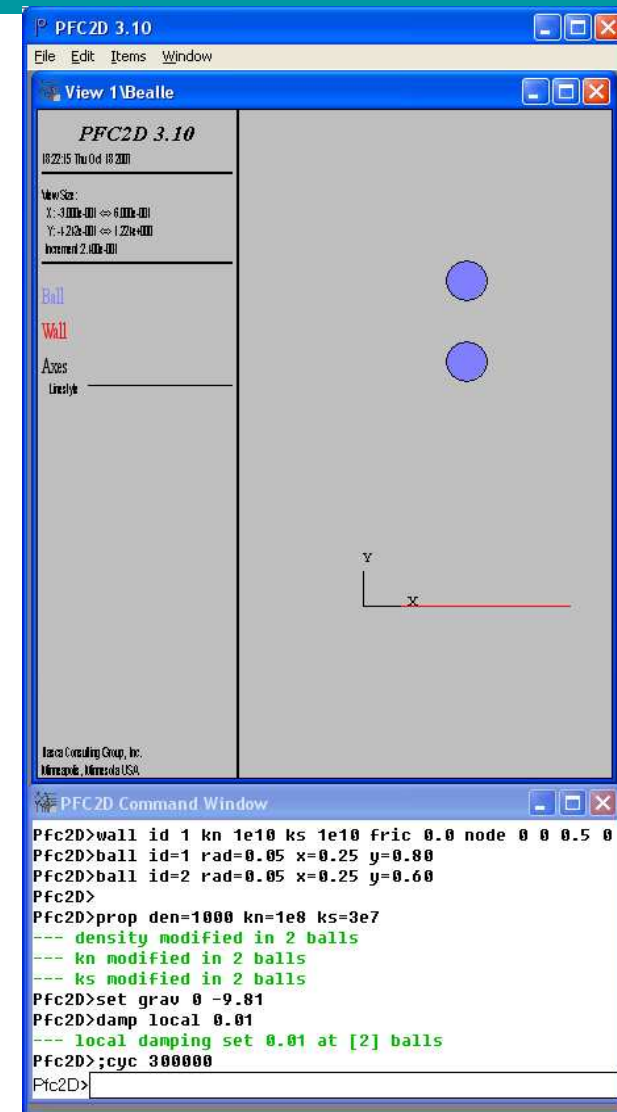 PFC2D 3.10
File Edit Items Window
View 1\Bealle
PFC2D 3.10
View Size:
Ball
Wall
Axes
Linestyle
Y
X
Itasca Consulting Group, Inc.
Minneapolis, Minnesota USA
PFC2D Command Window
Pfc2D>wall id 1 kn 1e10 ks 1e10 fric 0.0 node 0 0 0.5 0
Pfc2D>ball id=1 rad=0.05 x=0.25 y=0.80
Pfc2D>ball id=2 rad=0.05 x=0.25 y=0.60
Pfc2D>
Pfc2D>prop den=1000 kn=1e8 ks=3e7
--- density modified in 2 balls
--- kn modified in 2 balls
--- ks modified in 2 balls
Pfc2D>set grav 0 -9.81
Pfc2D>damp local 0.01
--- local damping set 0.01 at [2] balls
Pfc2D>;cyc 300000
Pfc2D>